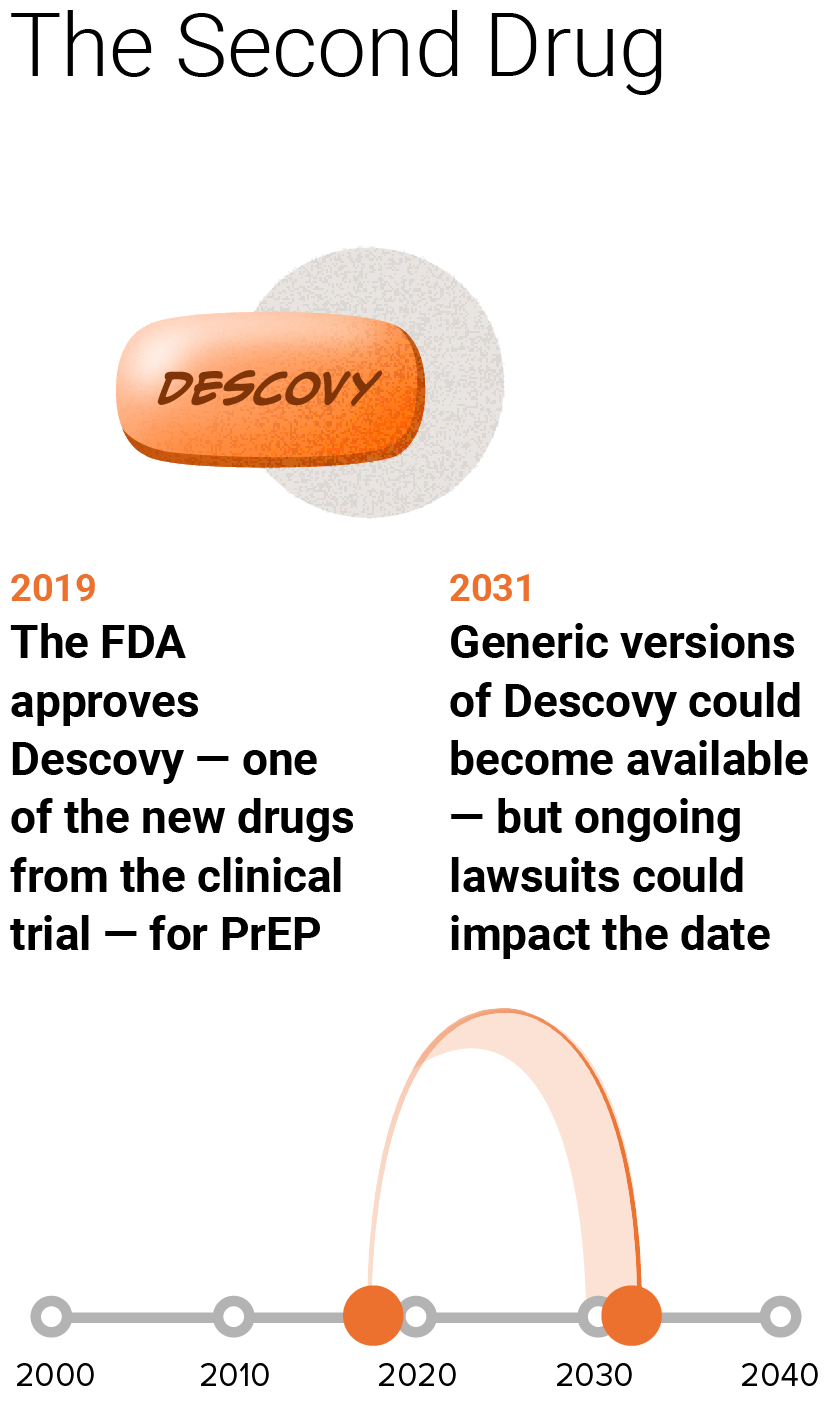 The Second Drug
DESCOVY
2019
The FDA
approves
Descovy — one
of the new drugs
from the clinical
trial — for PrEP
2031
Generic versions
of Descovy could
become available
— but ongoing
lawsuits could
impact the date
2000
2010
2020
2030
2040